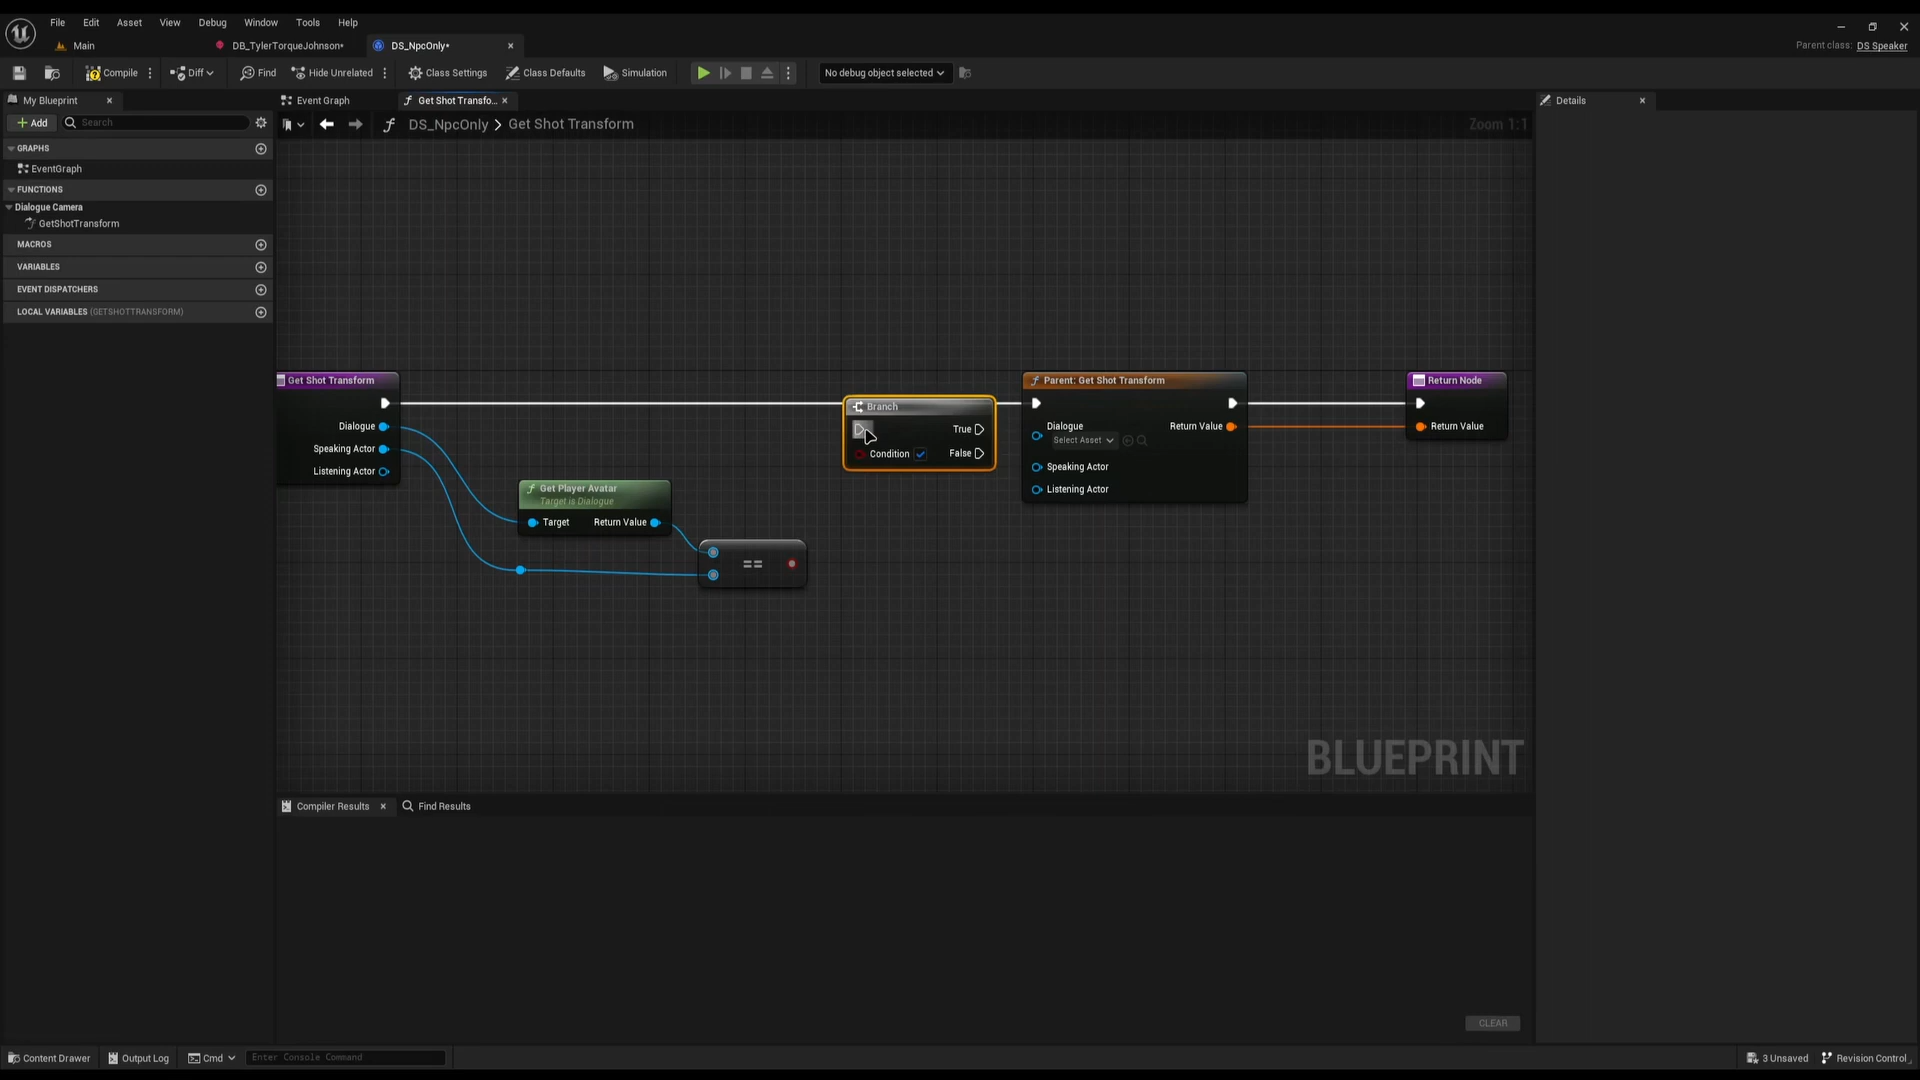 File Edit Asset View Debug Window Tools Help
Main DB_TylerTorqueJohnson* DS_NpcOnly*
Parent class: DS Speaker
Compile Diff Find Hide Unrelated Class Settings Class Defaults Simulation No debug object selected
My Blueprint
Event Graph Get Shot Transfo...
Details
Add Search
DS_NpcOnly > Get Shot Transform
Zoom 1:1
GRAPHS
EventGraph
FUNCTIONS
Dialogue Camera
GetShotTransform
MACROS
VARIABLES
EVENT DISPATCHERS
LOCAL VARIABLES (GETSHOTTRANSFORM)
Get Shot Transform
Dialogue
Speaking Actor
Listening Actor
Get Player Avatar
Target is Dialogue
Target Return Value
==
Branch
True
Condition False
Parent: Get Shot Transform
Dialogue Return Value
Select Asset
Speaking Actor
Listening Actor
Return Node
Return Value
BLUEPRINT
Compiler Results Find Results
CLEAR
Content Drawer Output Log Cmd Enter Console Command
3 Unsaved Revision Control